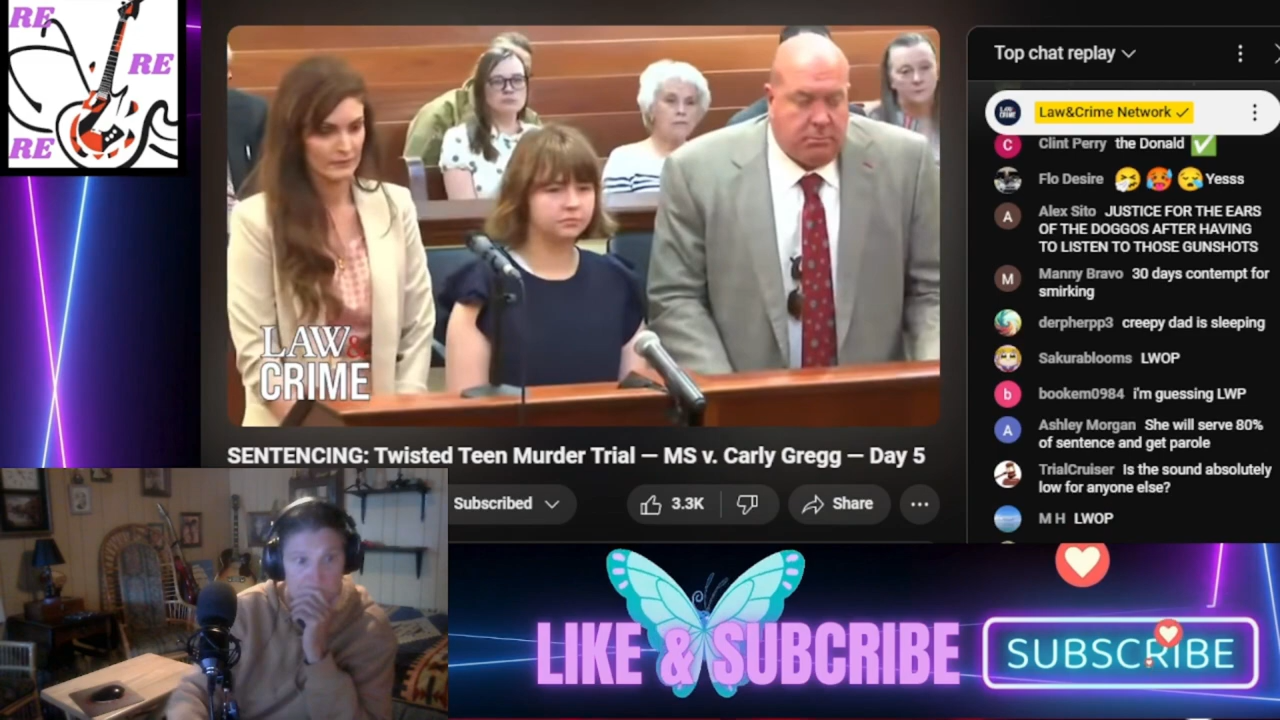 RE
RE
RE
LAW&
CRIME
SENTENCING: Twisted Teen Murder Trial — MS v. Carly Gregg — Day 5
Subscribed
3.3K
Share
Top chat replay
Law&Crime Network
Clint Perry the Donald ✅
Flo Desire 🤧 🥵 😪 Yesss
Alex Sito JUSTICE FOR THE EARS
OF THE DOGGOS AFTER HAVING
TO LISTEN TO THOSE GUNSHOTS
Manny Bravo 30 days contempt for
smirking
derpherpp3 creepy dad is sleeping
Sakurablooms LWOP
bookem0984 i'm guessing LWP
Ashley Morgan She will serve 80%
of sentence and get parole
TrialCruiser Is the sound absolutely
low for anyone else?
M H LWOP
LIKE & SUBCRIBE
SUBSCRIBE